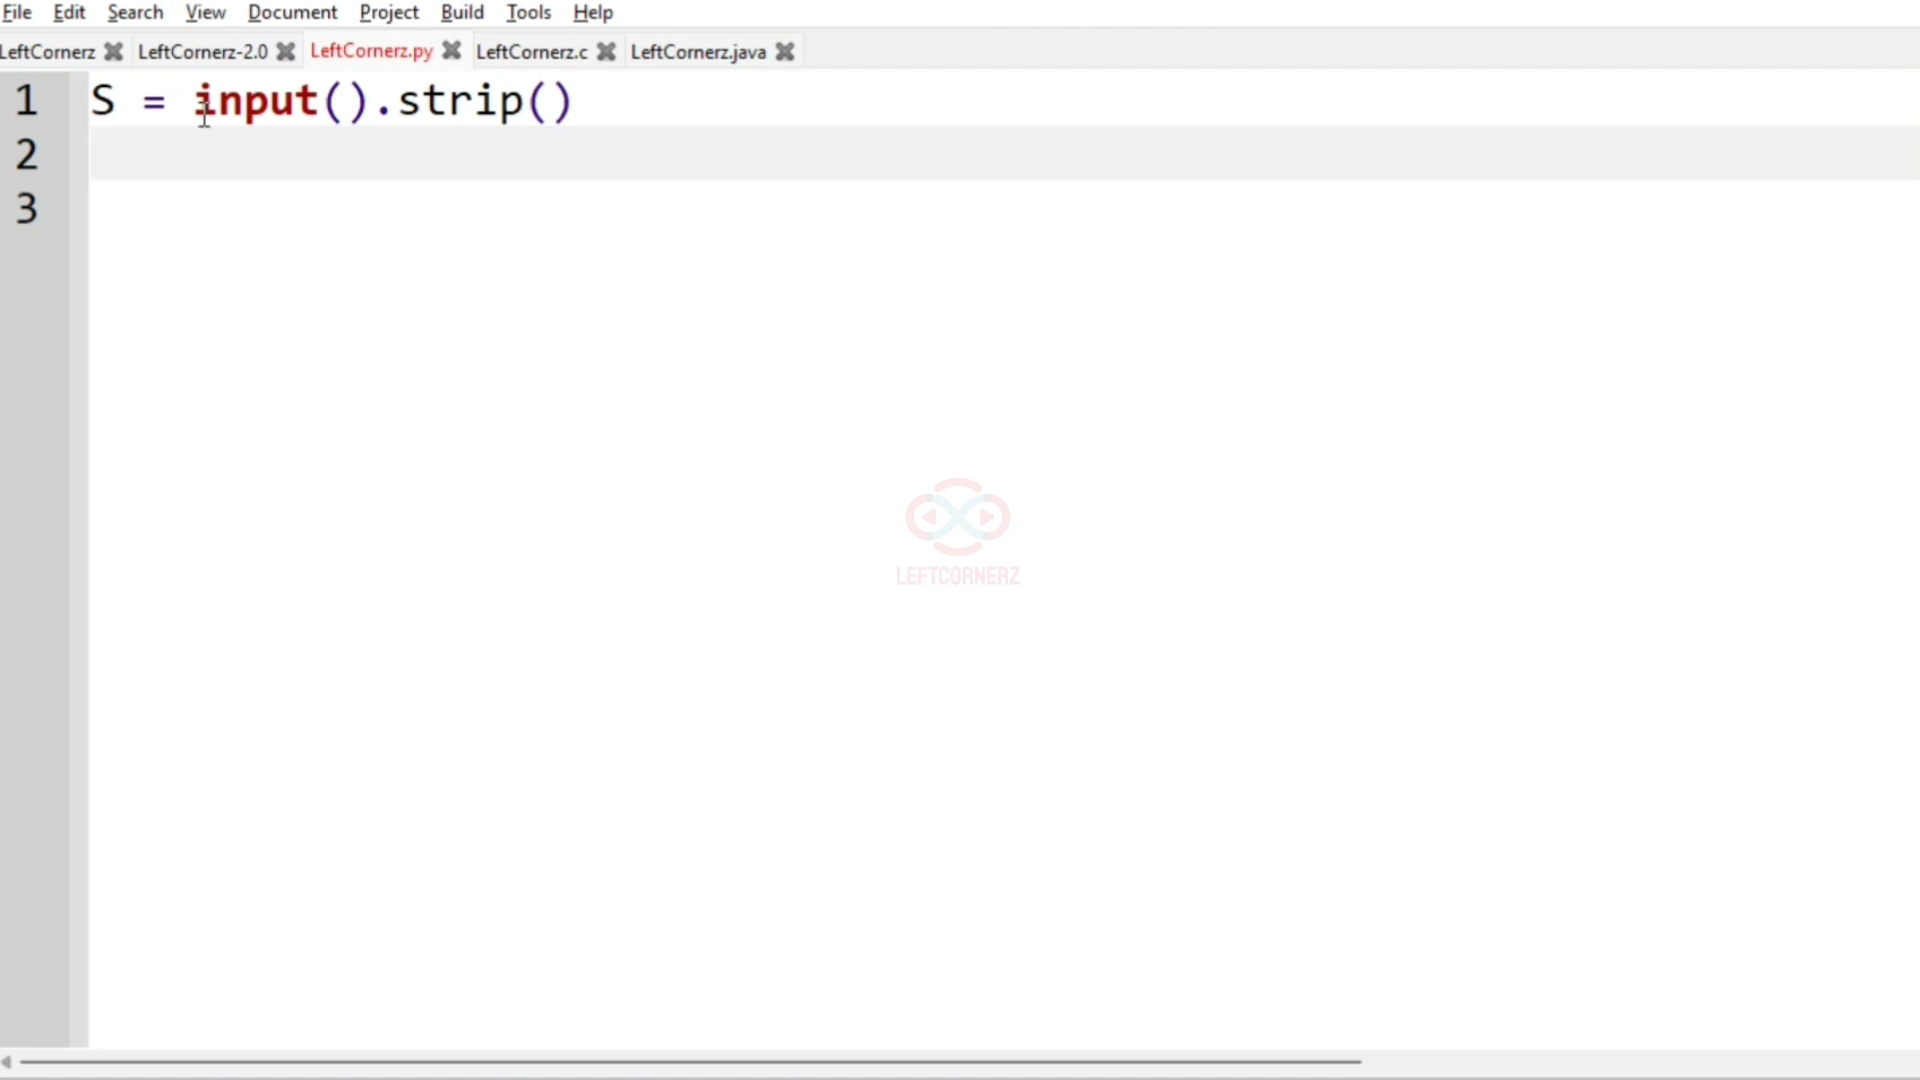 File Edit Search View Document Project Build Tools Help
LeftCornerz LeftCornerz-2.0 LeftCornerz.py LeftCornerz.c LeftCornerz.java
1 S = input().strip()
2
3
LEFTCORNERZ